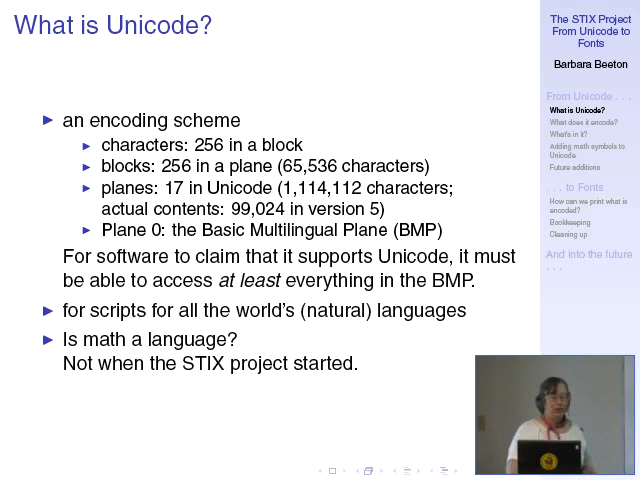 What is Unicode?
an encoding scheme
characters: 256 in a block
blocks: 256 in a plane (65,536 characters)
planes: 17 in Unicode (1,114,112 characters;
actual contents: 99,024 in version 5)
Plane 0: the Basic Multilingual Plane (BMP)
For software to claim that it supports Unicode, it must
be able to access at least everything in the BMP.
for scripts for all the world's (natural) languages
Is math a language?
Not when the STIX project started.
The STIX Project
From Unicode to
Fonts
Barbara Beeton
From Unicode . . .
What is Unicode?
What does it encode?
What's in it?
Adding math symbols to
Unicode
Future additions
. . . to Fonts
How can we print what is
encoded?
Bookkeeping
Cleaning up
And into the future
. . .